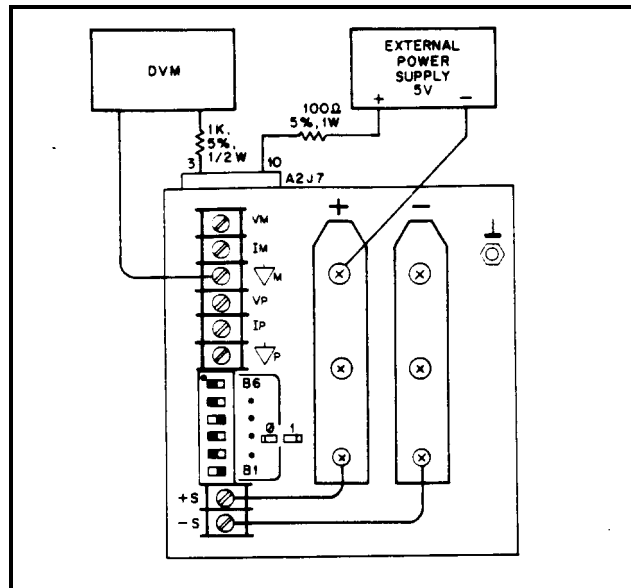 DVM
EXTERNAL
POWER
SUPPLY
5V
+ −
100Ω
5%, 1W
1K,
5%,
1/2 W
3
10
A2J7
VM
IM
M
VP
IP
P
+ −
B6
0 1
B1
+S
−S